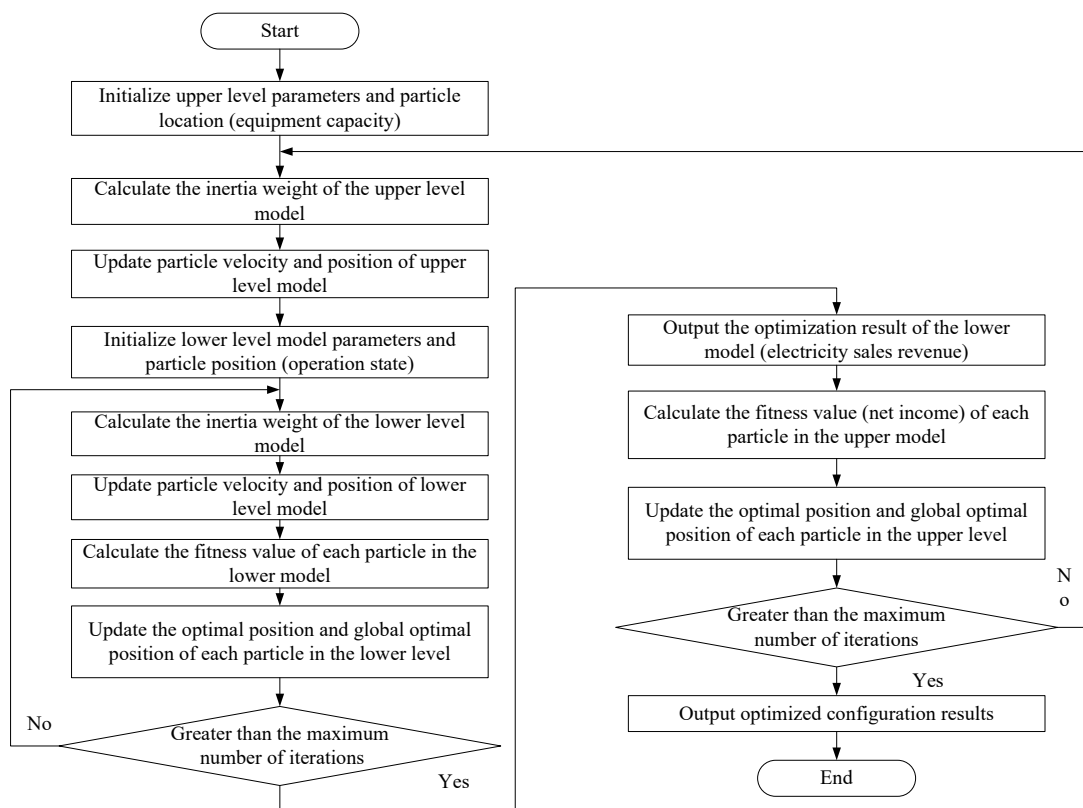 Start
Initialize upper level parameters and particle
location (equipment capacity)
Calculate the inertia weight of the upper level
model
Update particle velocity and position of upper
level model
Initialize lower level model parameters and
particle position (operation state)
Calculate the inertia weight of the lower level
model
Update particle velocity and position of lower
level model
Calculate the fitness value of each particle in the
lower model
Update the optimal position and global optimal
position of each particle in the lower level
No
Greater than the maximum
number of iterations
Yes
Output the optimization result of the lower
model (electricity sales revenue)
Calculate the fitness value (net income) of each
particle in the upper model
Update the optimal position and global optimal
position of each particle in the upper level
N
o
Greater than the maximum
number of iterations
Yes
Output optimized configuration results
End